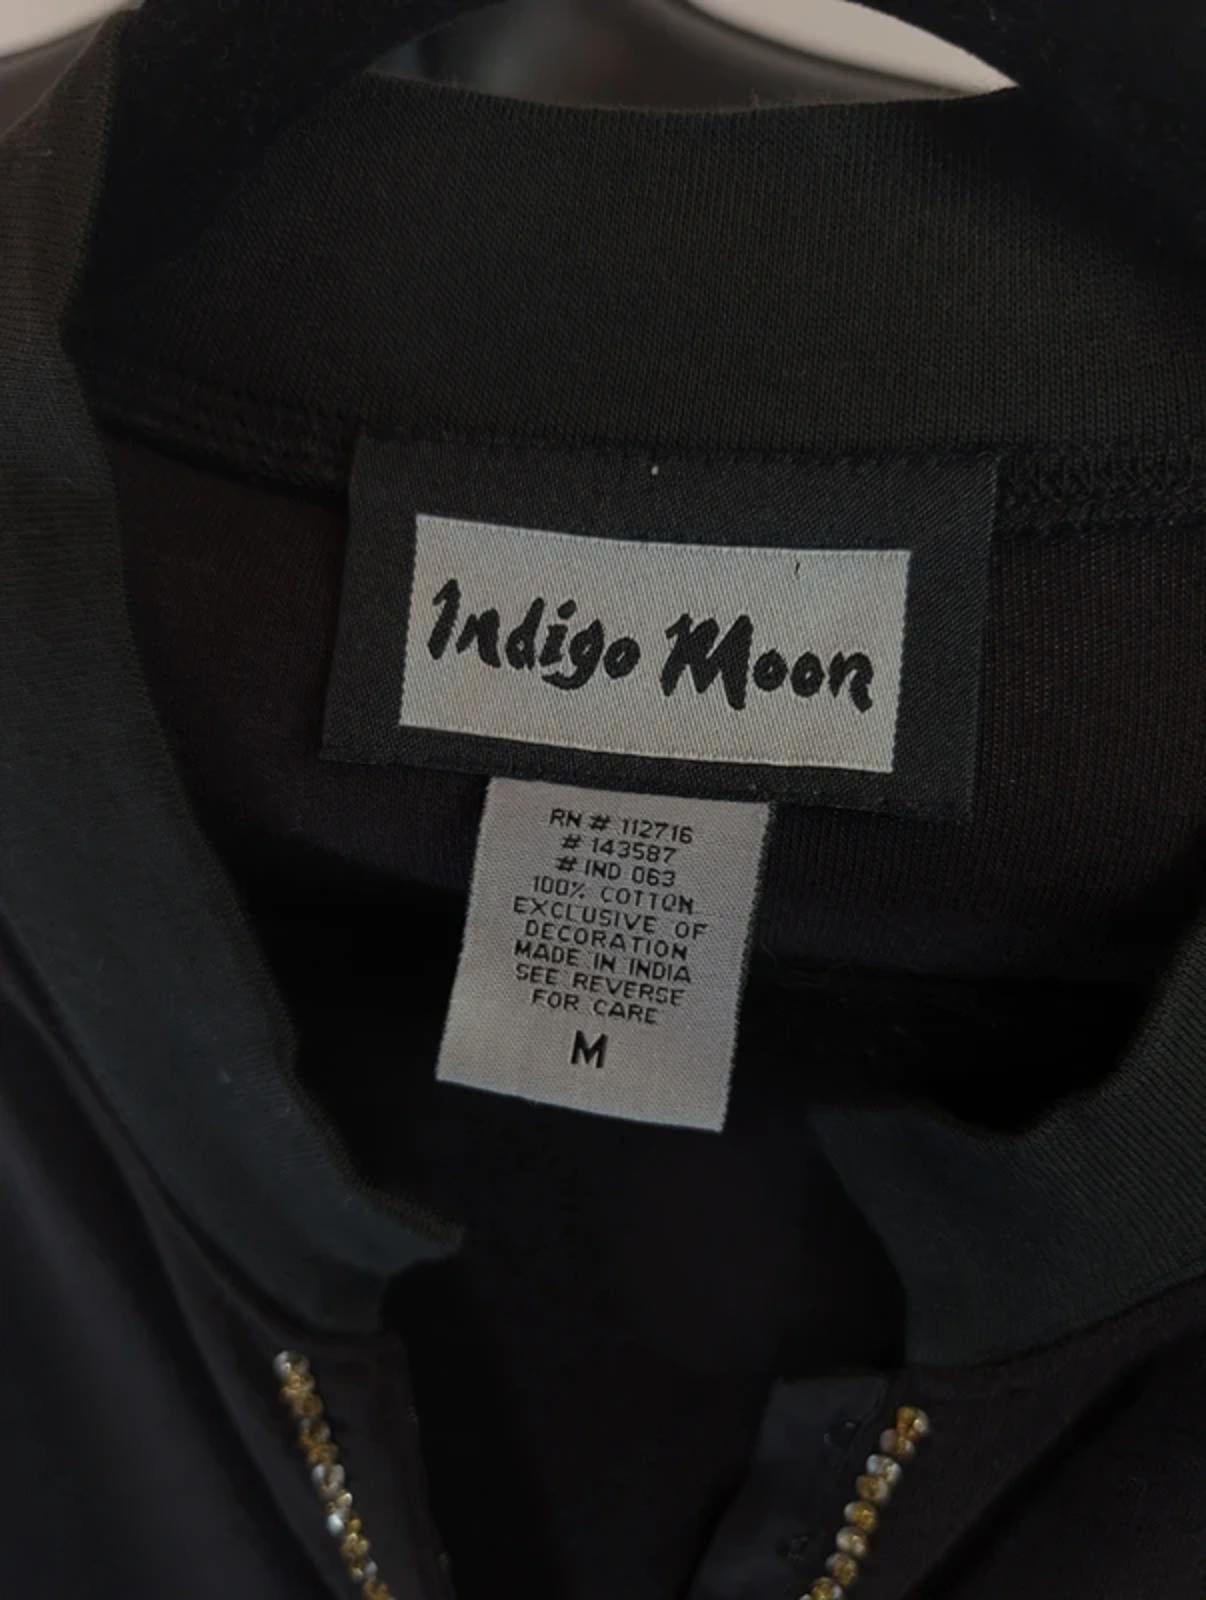 Indigo Moon
RN # 112716
# 143587
# IND 063
100% COTTON
EXCLUSIVE OF
DECORATION
MADE IN INDIA
SEE REVERSE
FOR CARE
M